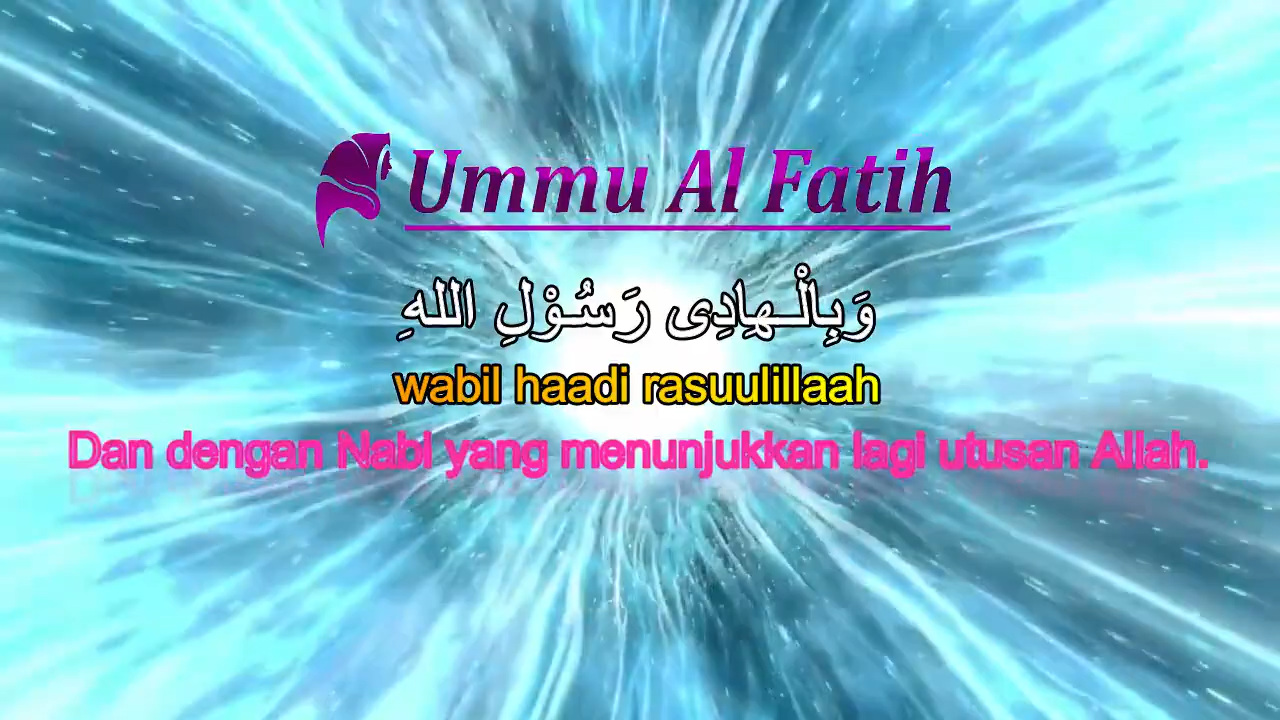 Ummu Al Fatih
وَبِالْـهِادِى رَسُوْلِ اللهِ
wabil haadi rasuulillaah
Dan dengan Nabi yang menunjukkan lagi utusan Allah.